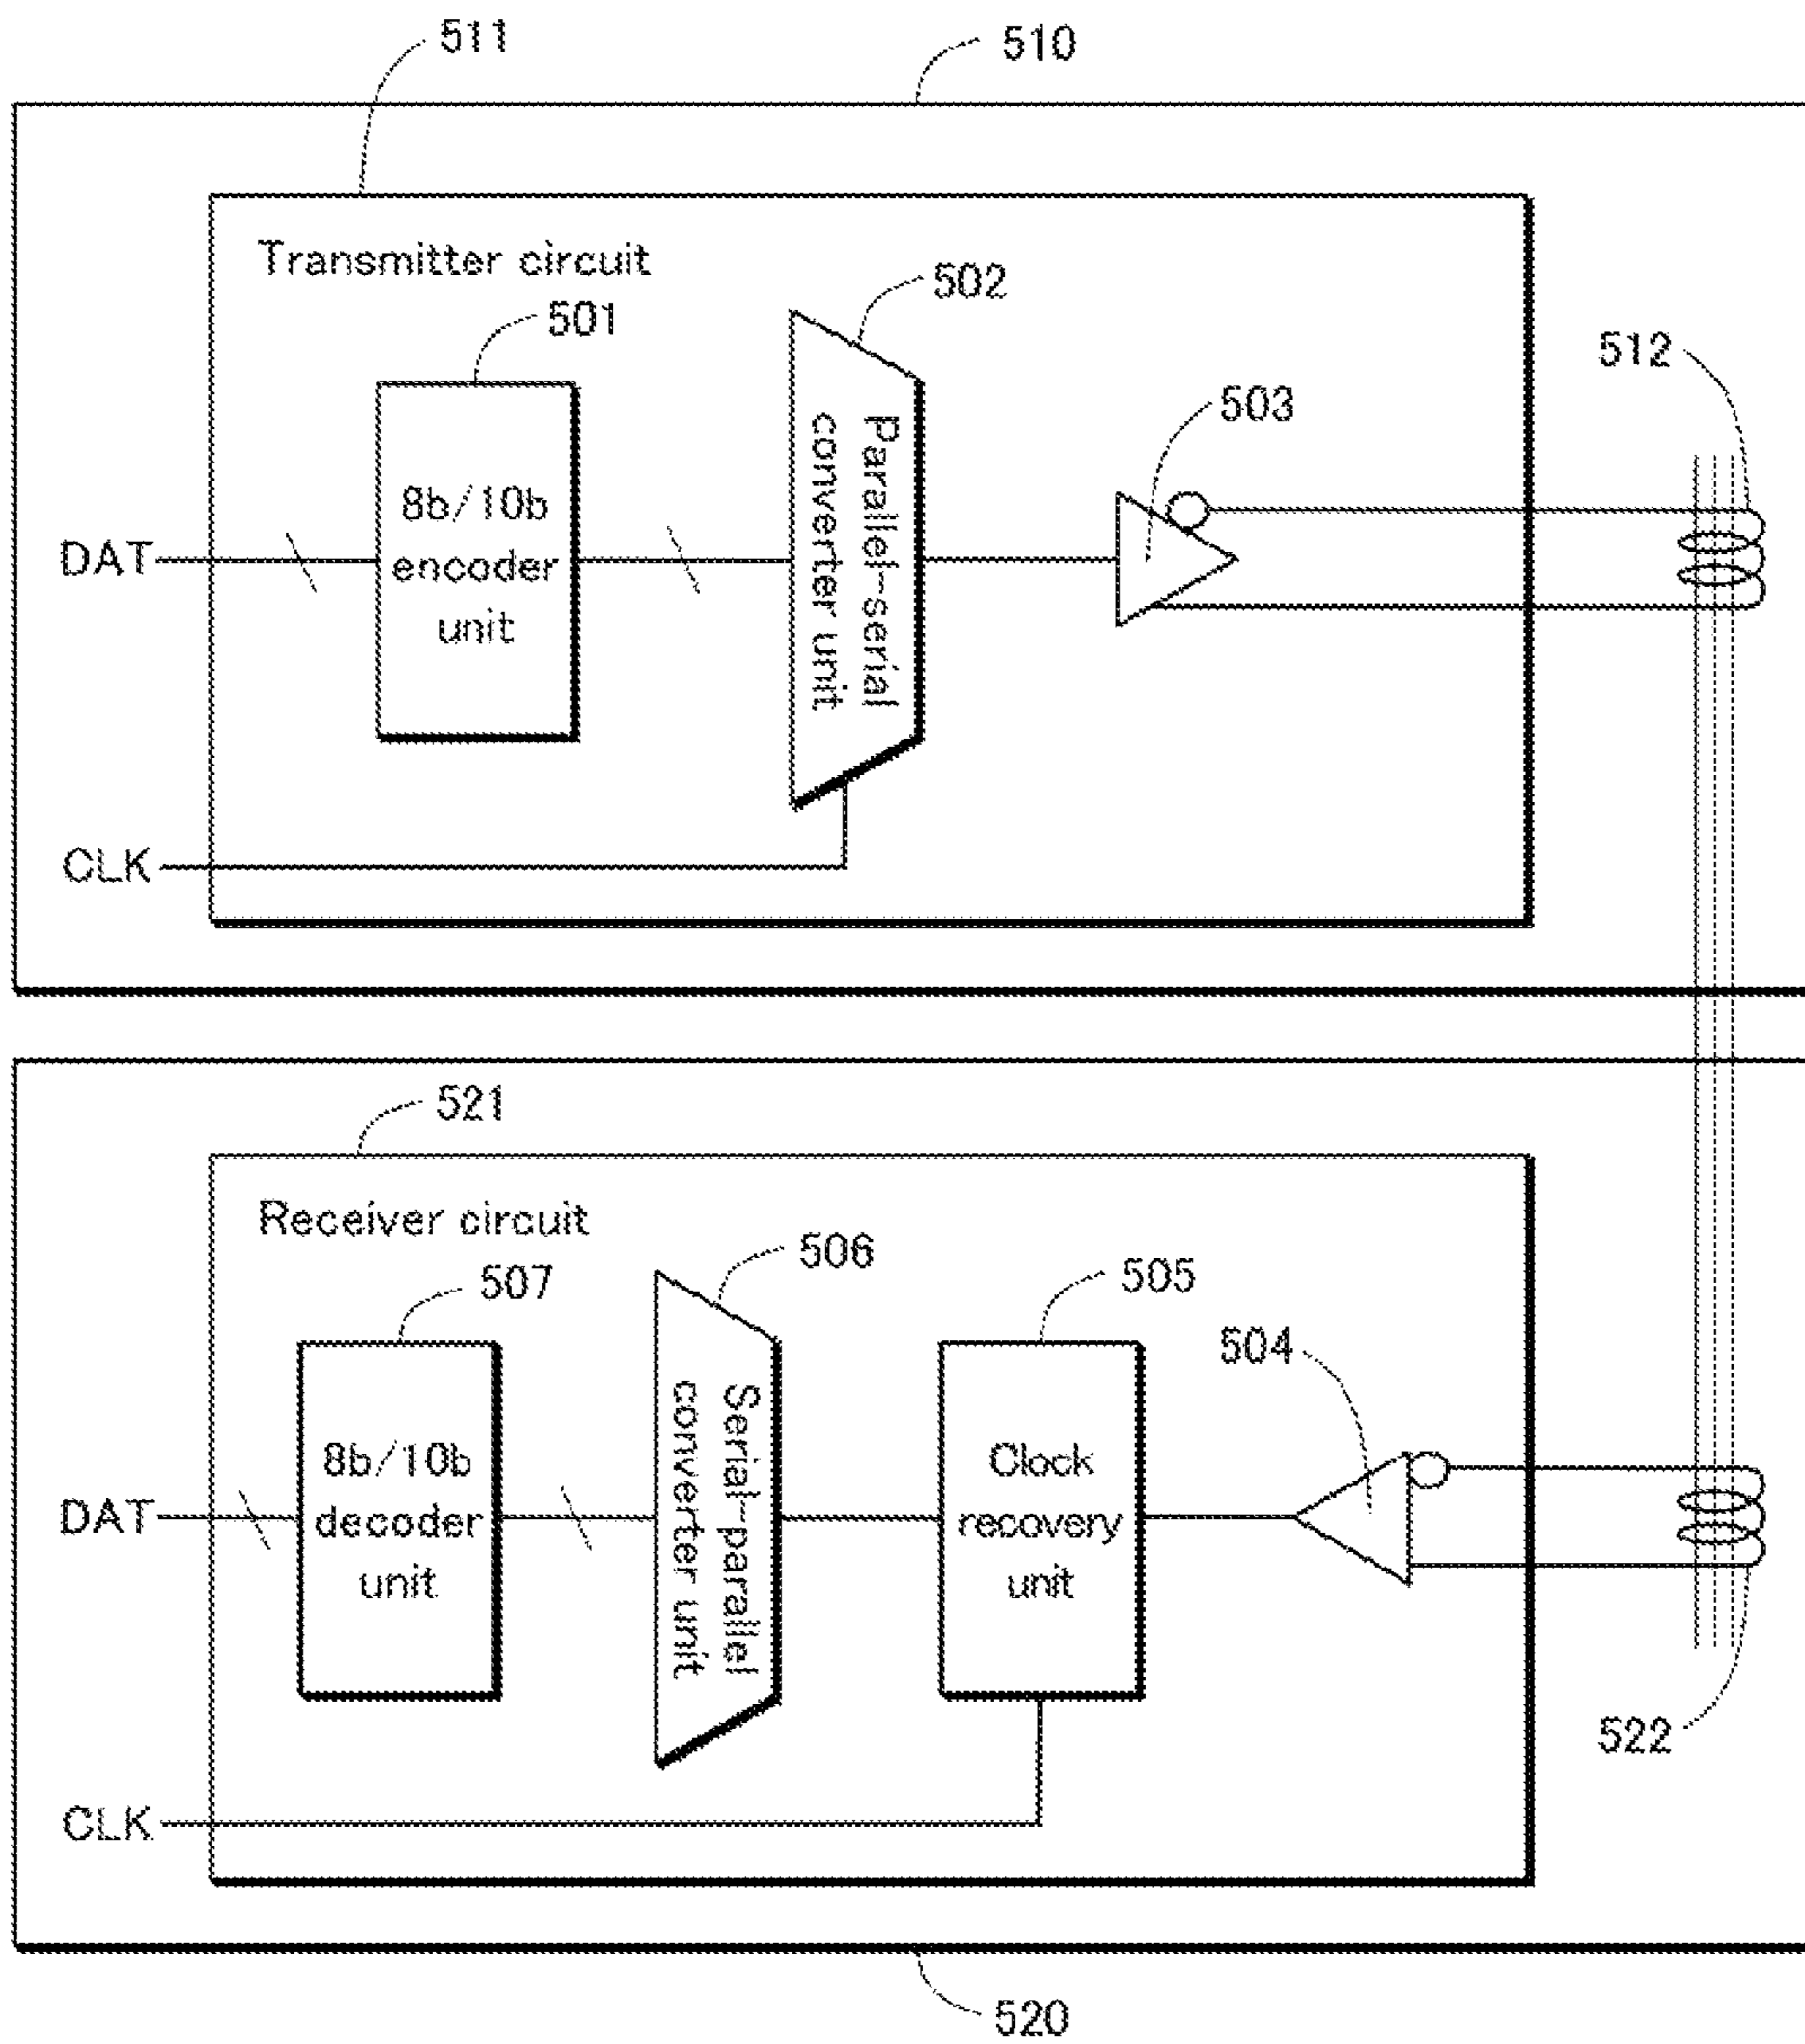 511
510
Transmitter circuit
502
501
512
503
8b/10b
encoder
unit
Parallel-serial
converter unit
DAT
CLK
521
Receiver circuit
506
505
507
504
8b/10b
decoder
unit
Serial-parallel
converter unit
Clock
recovery
unit
DAT
522
CLK
520